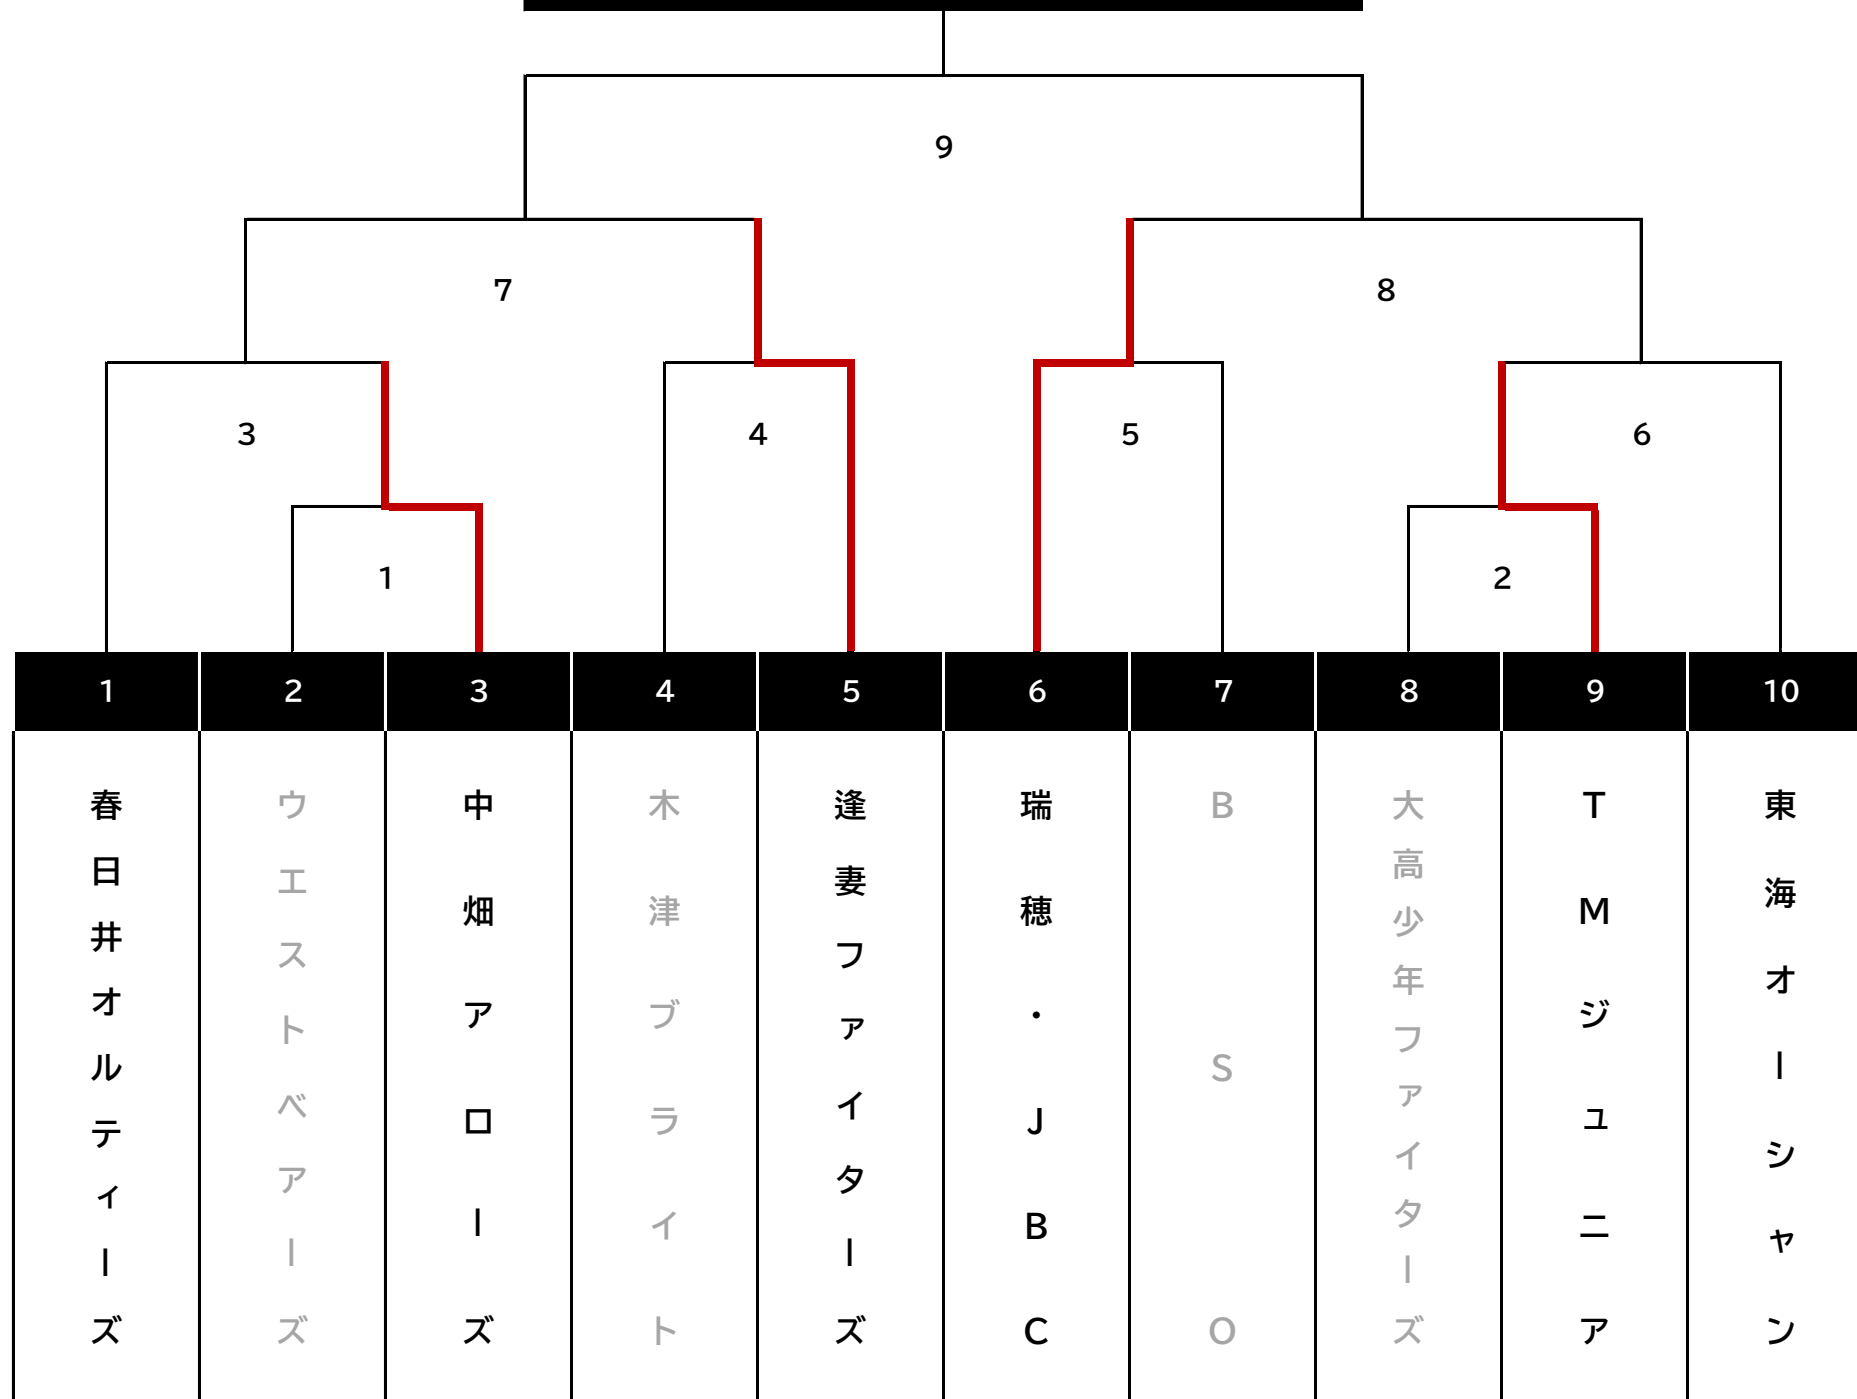 9
7
8
3
4
5
6
1
2
1
2
3
4
5
6
7
8
9
10
春日井オルティーズ
ウエストベアーズ
中畑アローズ
木津ブライト
逢妻ファイターズ
瑞穂・JBC
BSO
大高少年ファイターズ
TMジュニア
東海オーシャン